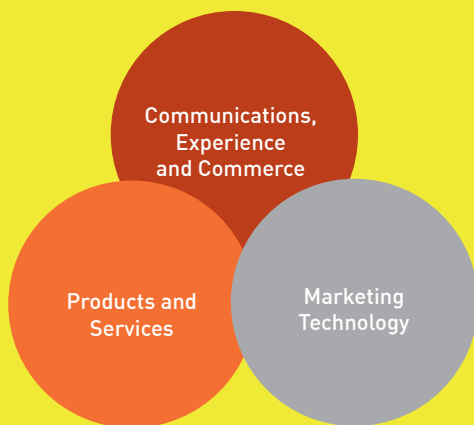 Communications,
Experience
and Commerce
Products and
Services
Marketing
Technology